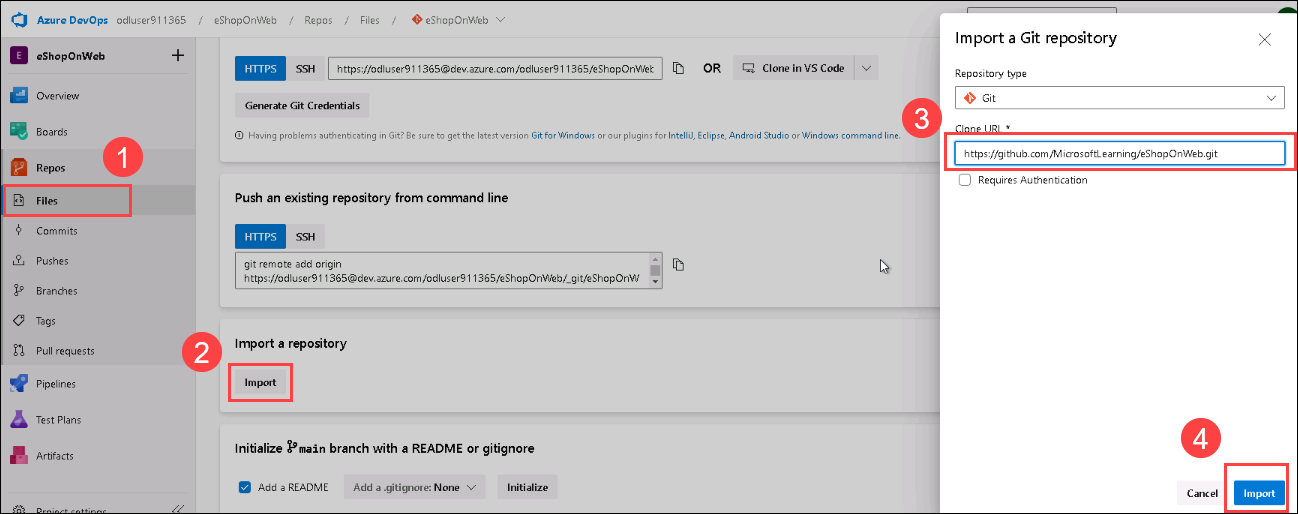 Azure DevOps odluser911365 / eShopOnWeb / Repos / Files / eShopOnWeb
E eShopOnWeb +
Overview
Boards
1
Repos
Files
Commits
Pushes
Branches
Tags
Pull requests
Pipelines
Test Plans
Artifacts
Project settings
HTTPS SSH https://odluser911365@dev.azure.com/odluser911365/eShopOnWeb OR Clone in VS Code
Generate Git Credentials
Having problems authenticating in Git? Be sure to get the latest version Git for Windows or our plugins for IntelliJ, Eclipse, Android Studio or Windows command line.
Push an existing repository from command line
HTTPS SSH
git remote add origin
https://odluser911365@dev.azure.com/odluser911365/eShopOnWeb/_git/eShopOnW
Import a repository
2
Import
Initialize main branch with a README or gitignore
Add a README Add a .gitignore: None Initialize
Import a Git repository
Repository type
Git
3
Clone URL *
https://github.com/MicrosoftLearning/eShopOnWeb.git
Requires Authentication
4
Cancel Import